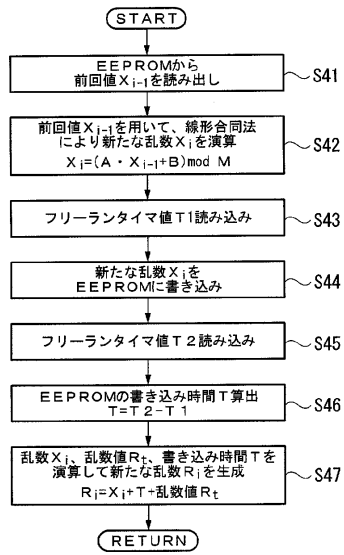 START
EEPROMから
前回値Xi-1を読み出し
S41
前回値Xi-1を用いて、線形合同法
により新たな乱数Xiを演算
Xi=(A・Xi-1+B)mod M
S42
フリーランタイマ値T1読み込み
S43
新たな乱数Xiを
EEPROMに書き込み
S44
フリーランタイマ値T2読み込み
S45
EEPROMの書き込み時間T算出
T=T2-T1
S46
乱数Xi、乱数値Rt、書き込み時間Tを
演算して新たな乱数Riを生成
Ri=Xi+T+乱数値Rt
S47
RETURN